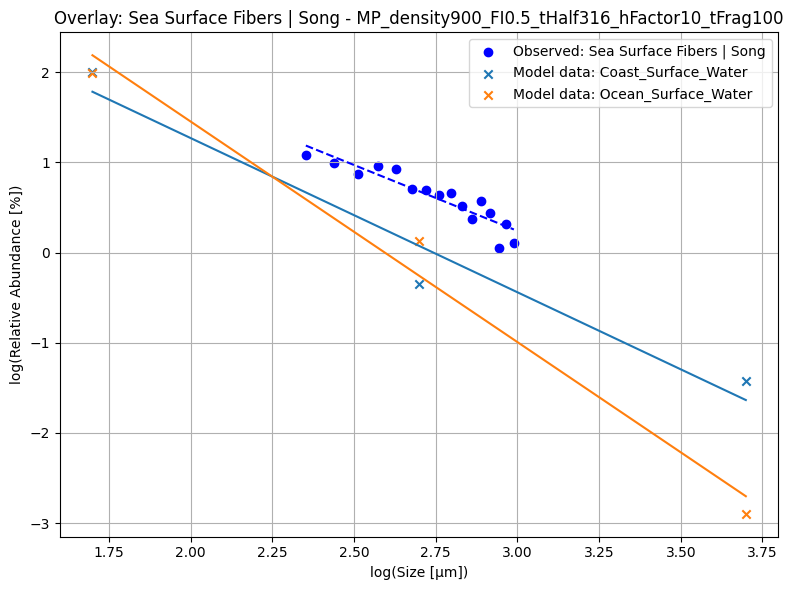 Overlay: Sea Surface Fibers | Song - MP_density900_FI0.5_tHalf316_hFactor10_tFrag100
Observed: Sea Surface Fibers | Song
Model data: Coast_Surface_Water
Model data: Ocean_Surface_Water
log(Relative Abundance [%])
2
1
0
−1
−2
−3
1.75 2.00 2.25 2.50 2.75 3.00 3.25 3.50 3.75
log(Size [µm])